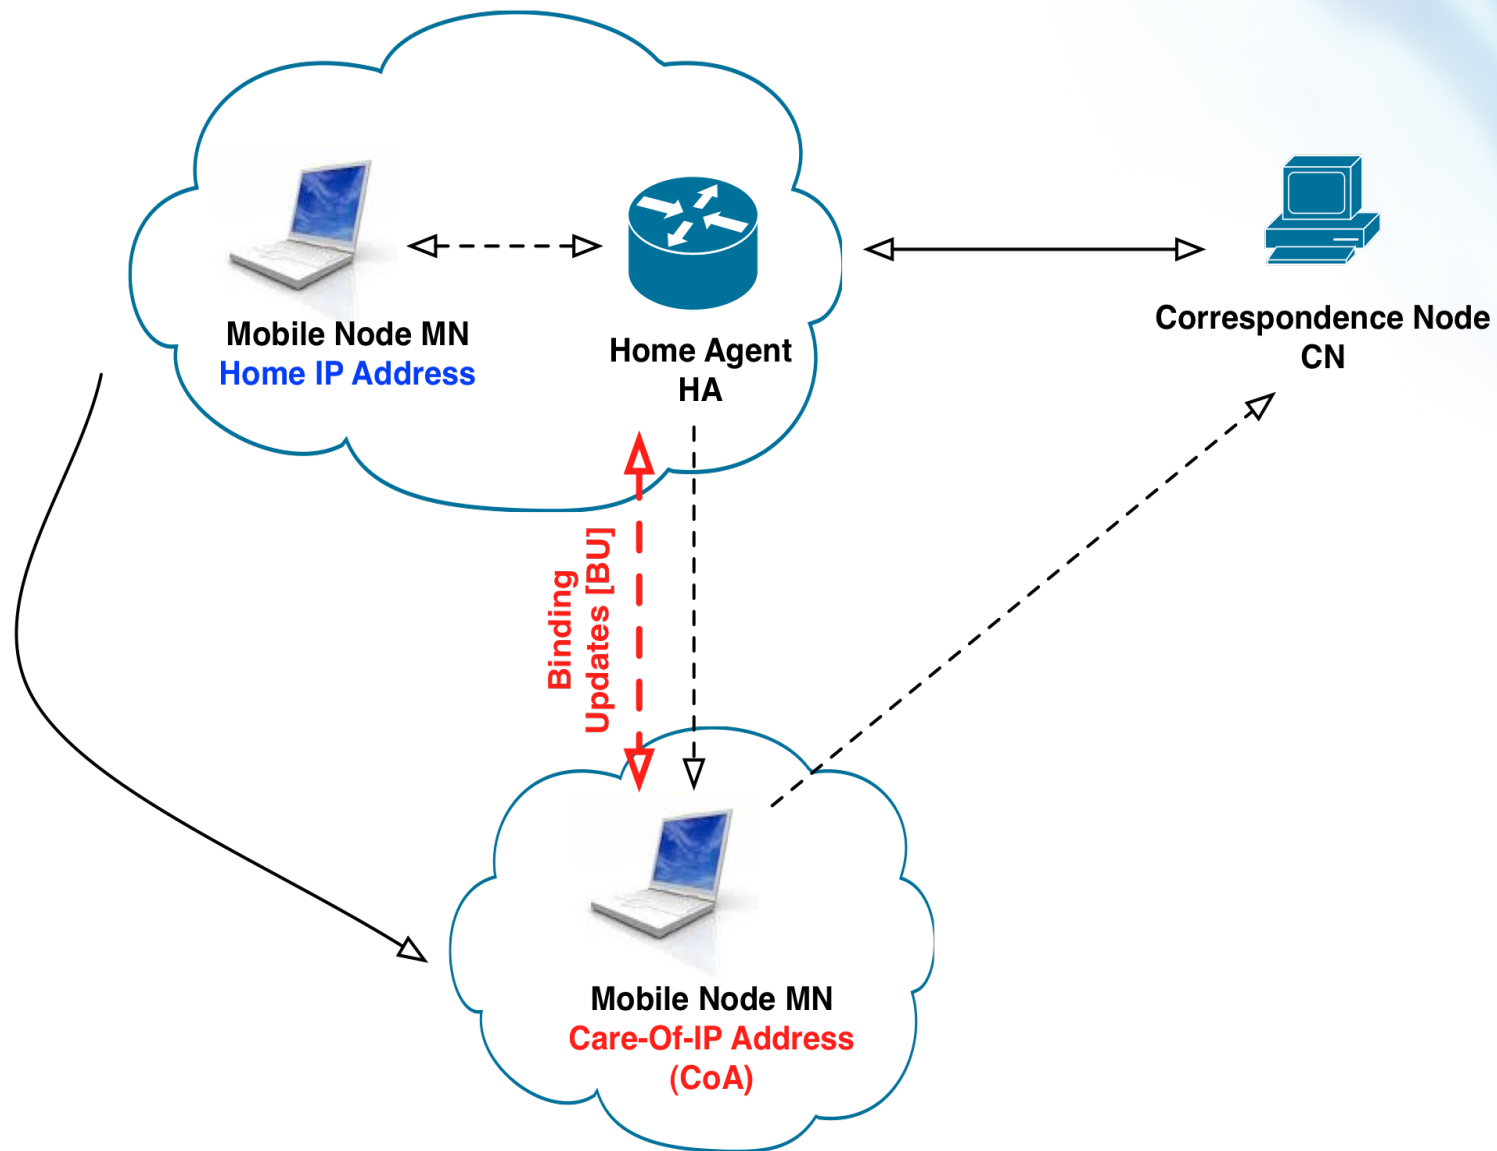 Mobile Node MN
Home IP Address
Home Agent
HA
Correspondence Node
CN
Binding
Updates [BU]
Mobile Node MN
Care-Of-IP Address
(CoA)